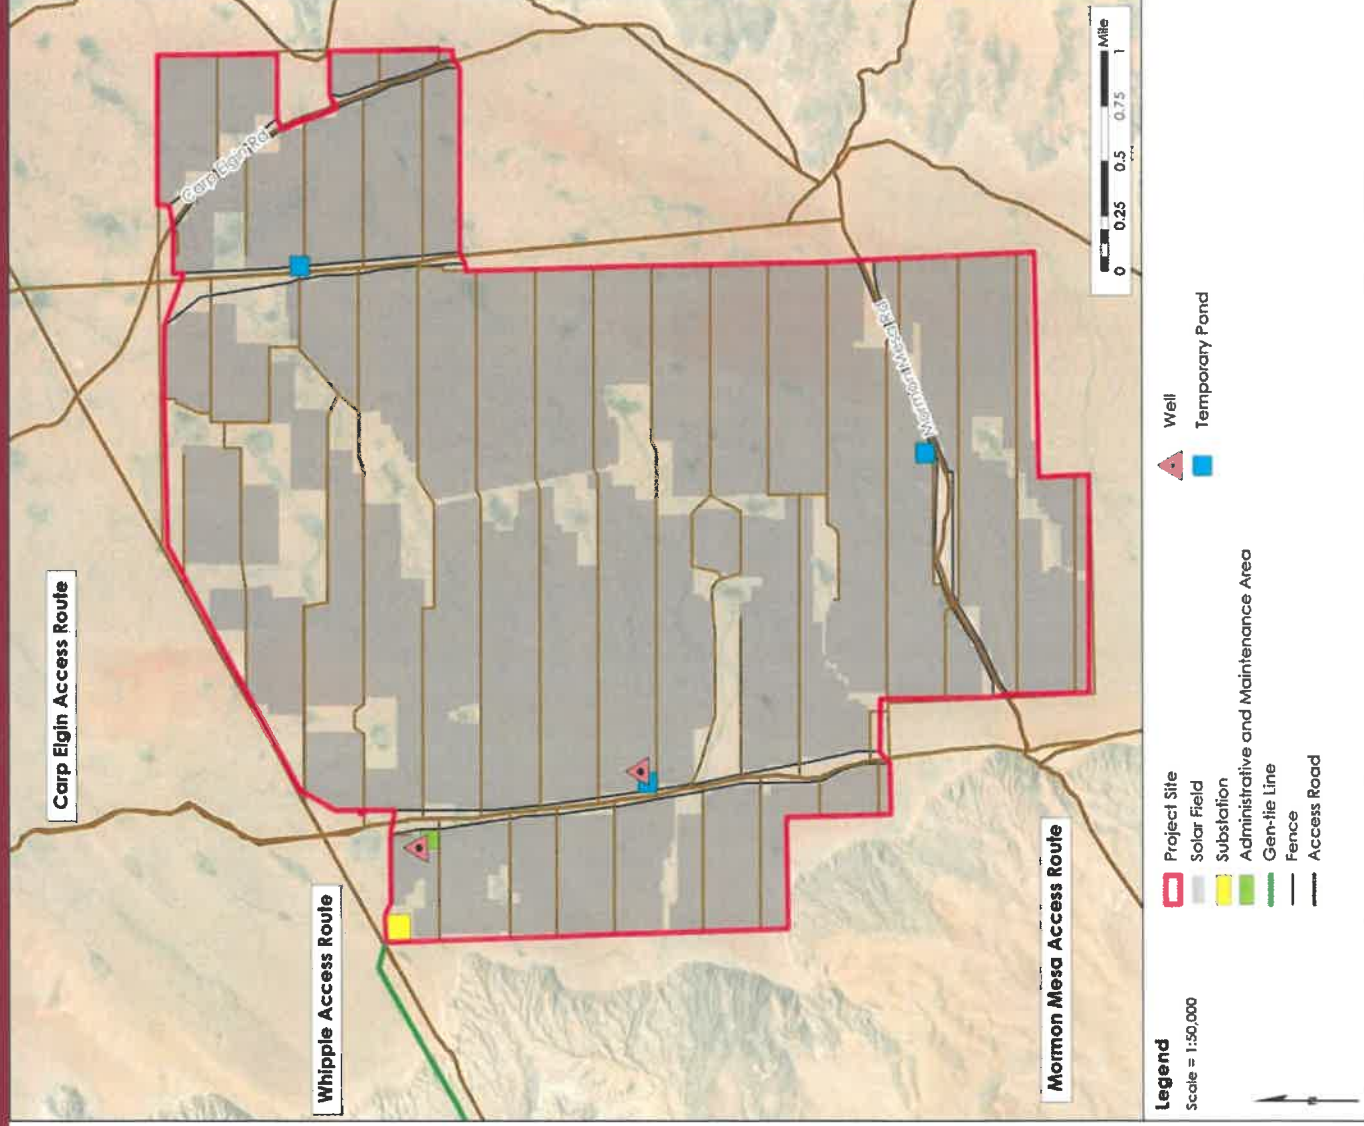 Carp Elgin Access Route
Whipple Access Route
Mormon Mesa Access Route
Carp Elgin Rd
Mormon Mesa Rd
0 0.25 0.5 0.75 1
Mile
Legend
Scale = 1:50,000
Project Site
Solar Field
Substation
Administrative and Maintenance Area
Gen-tie Line
Fence
Access Road
Well
Temporary Pond